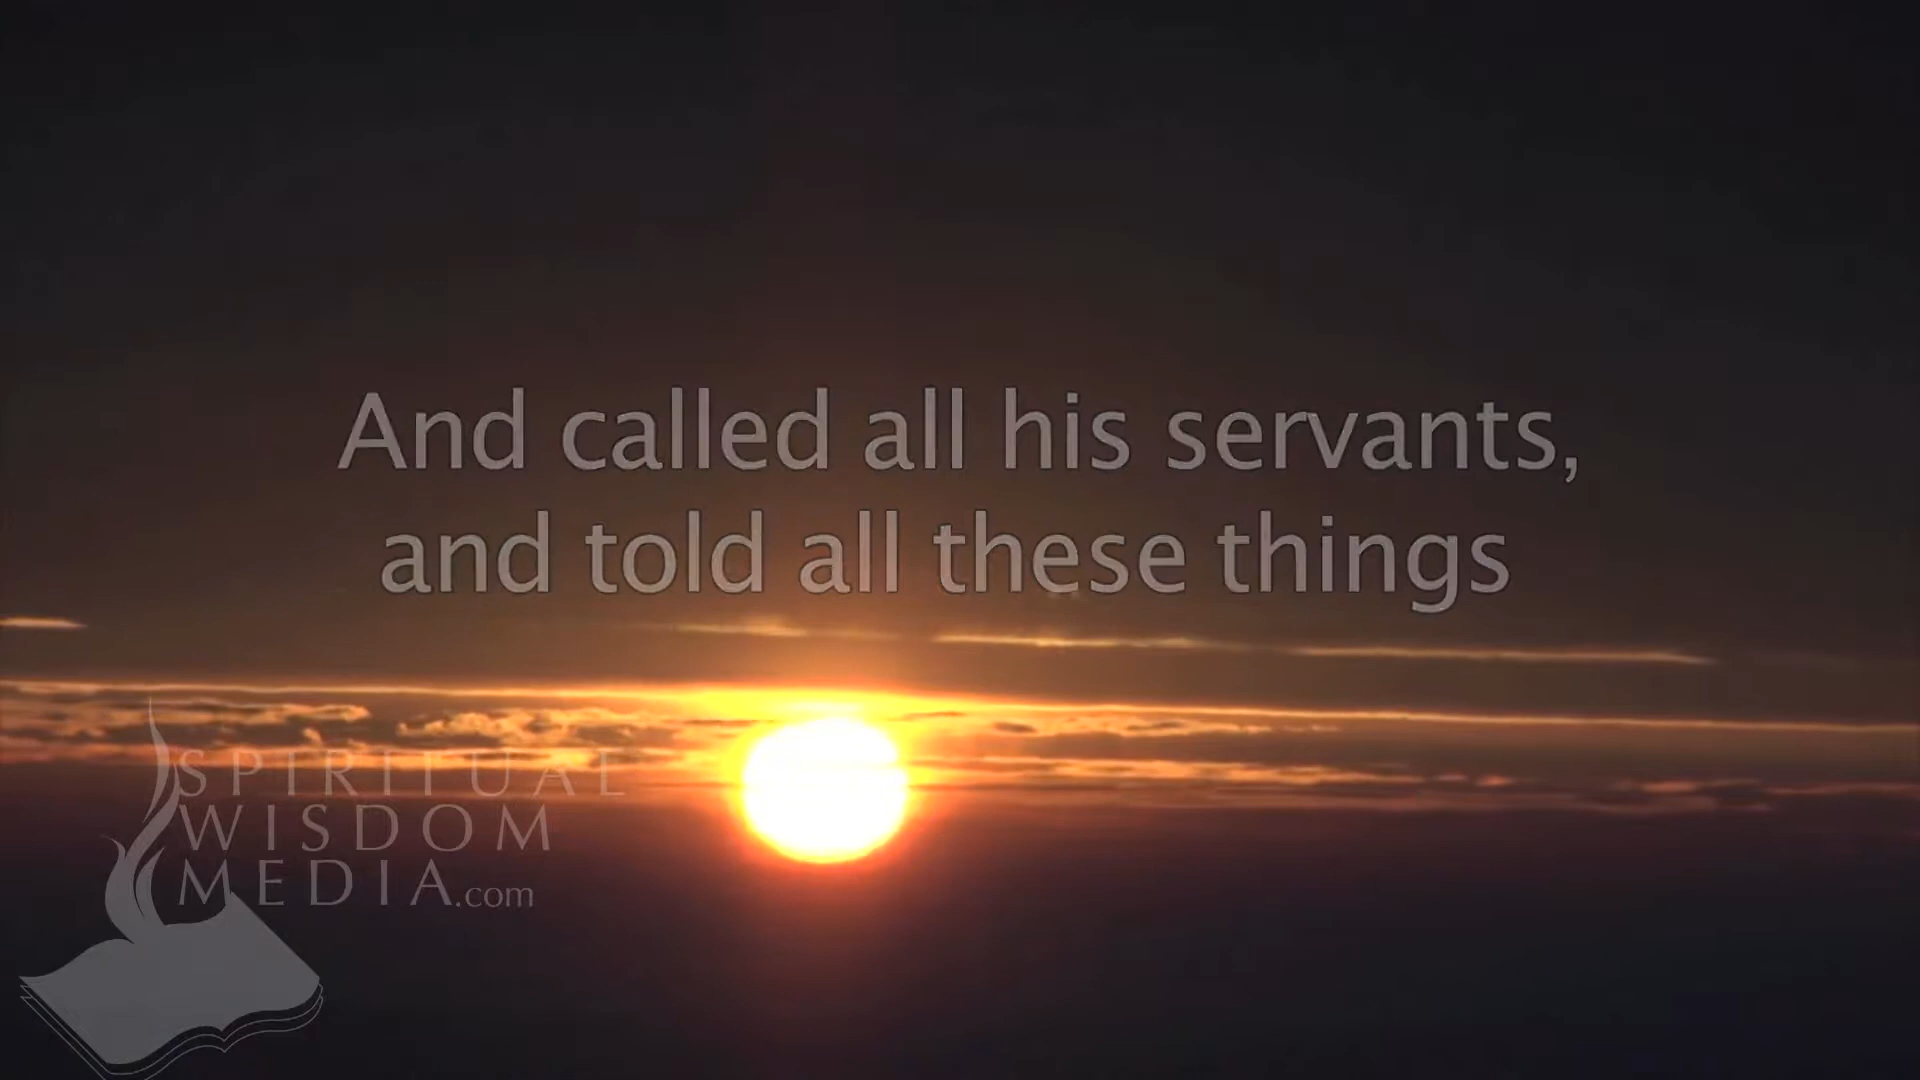 And called all his servants,
and told all these things
SPIRITUAL
WISDOM
MEDIA.com